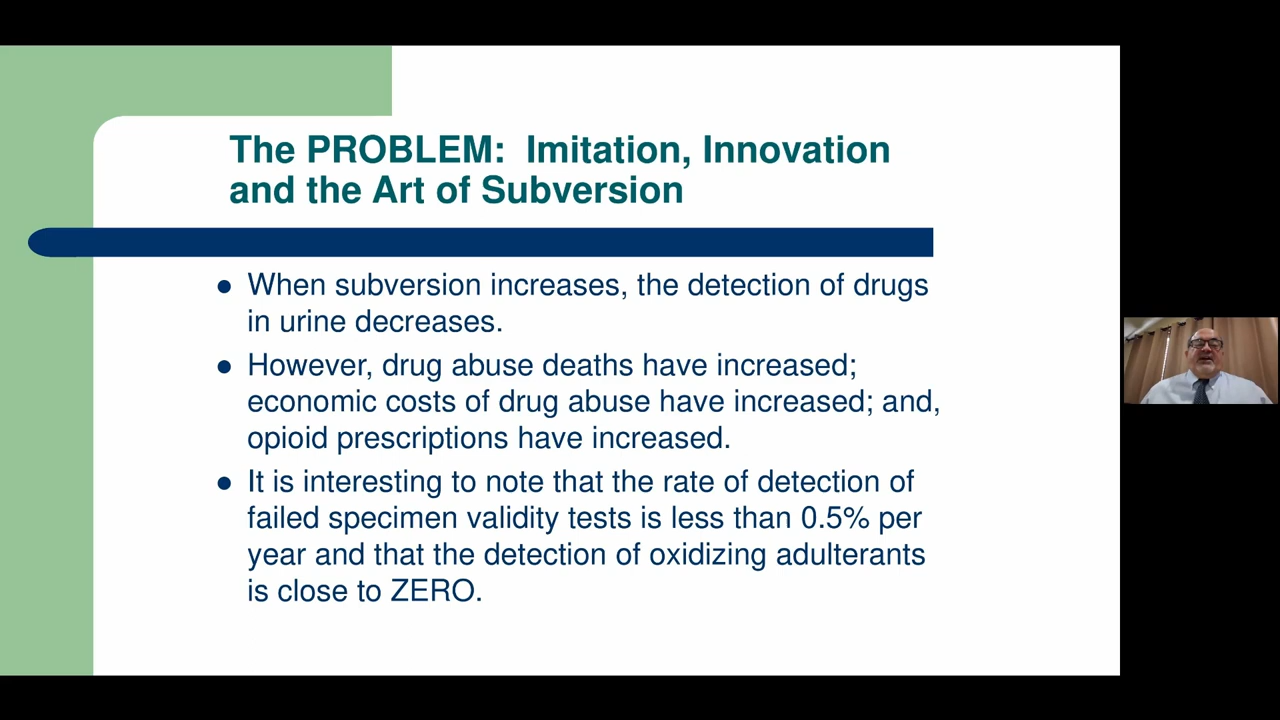 The PROBLEM:  Imitation, Innovation
and the Art of Subversion
● When subversion increases, the detection of drugs
in urine decreases.
● However, drug abuse deaths have increased;
economic costs of drug abuse have increased; and,
opioid prescriptions have increased.
● It is interesting to note that the rate of detection of
failed specimen validity tests is less than 0.5% per
year and that the detection of oxidizing adulterants
is close to ZERO.